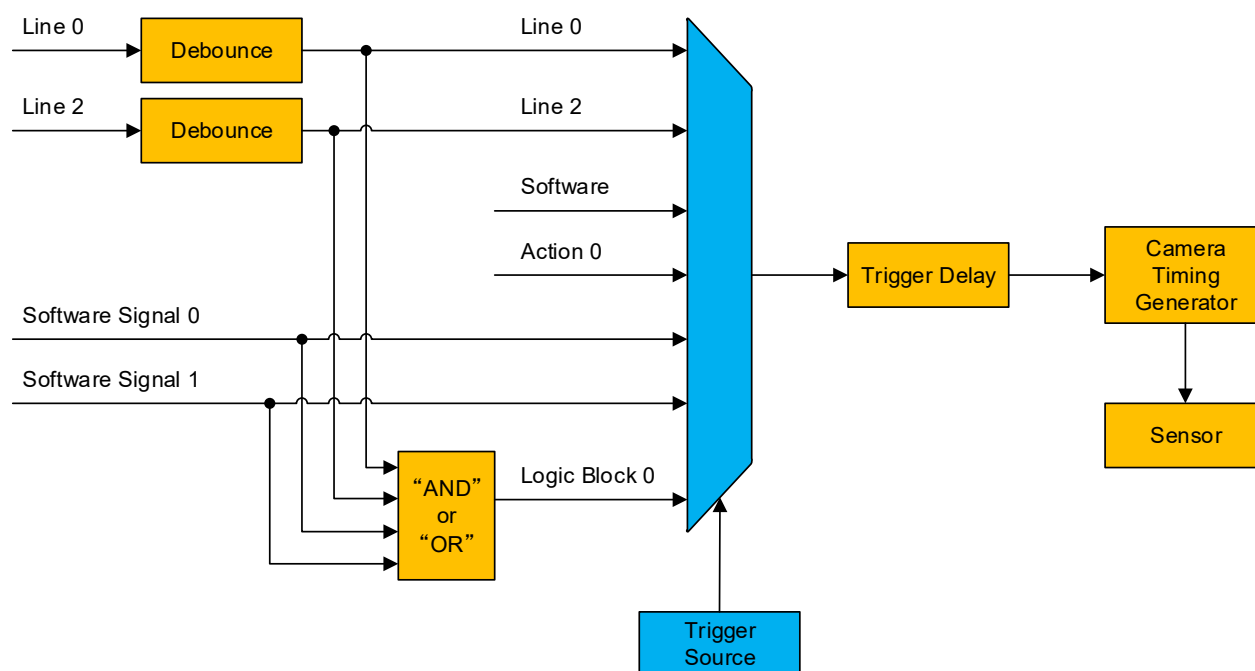 Line 0
Debounce
Line 0
Line 2
Debounce
Line 2
Software
Action 0
Trigger Delay
Camera
Timing
Generator
Software Signal 0
Software Signal 1
Sensor
“AND”
or
“OR”
Logic Block 0
Trigger
Source